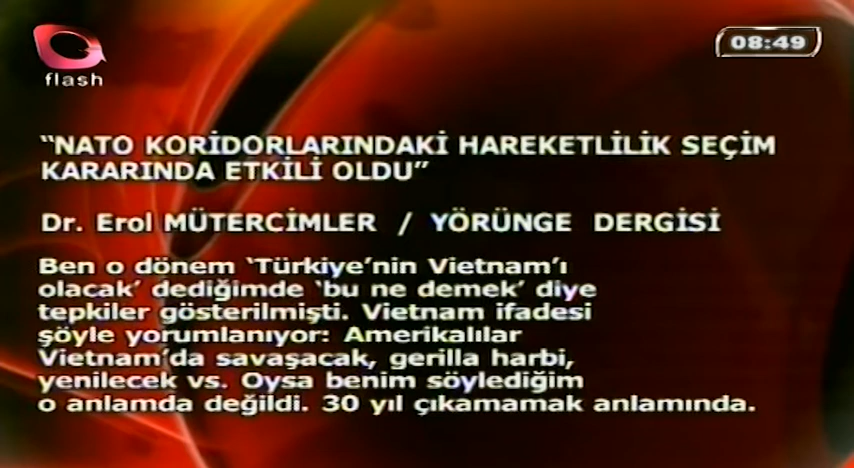 flash
08:49
“NATO KORİDORLARINDAKİ HAREKETLİLİK SEÇİM
KARARINDA ETKİLİ OLDU”
Dr. Erol MÜTERCİMLER / YÖRÜNGE DERGİSİ
Ben o dönem ‘Türkiye’nin Vietnam’ı
olacak’ dediğimde ‘bu ne demek’ diye
tepkiler gösterilmişti. Vietnam ifadesi
şöyle yorumlanıyor: Amerikalılar
Vietnam’da savaşacak, gerilla harbi,
yenilecek vs. Oysa benim söylediğim
o anlamda değildi. 30 yıl çıkamamak anlamında.